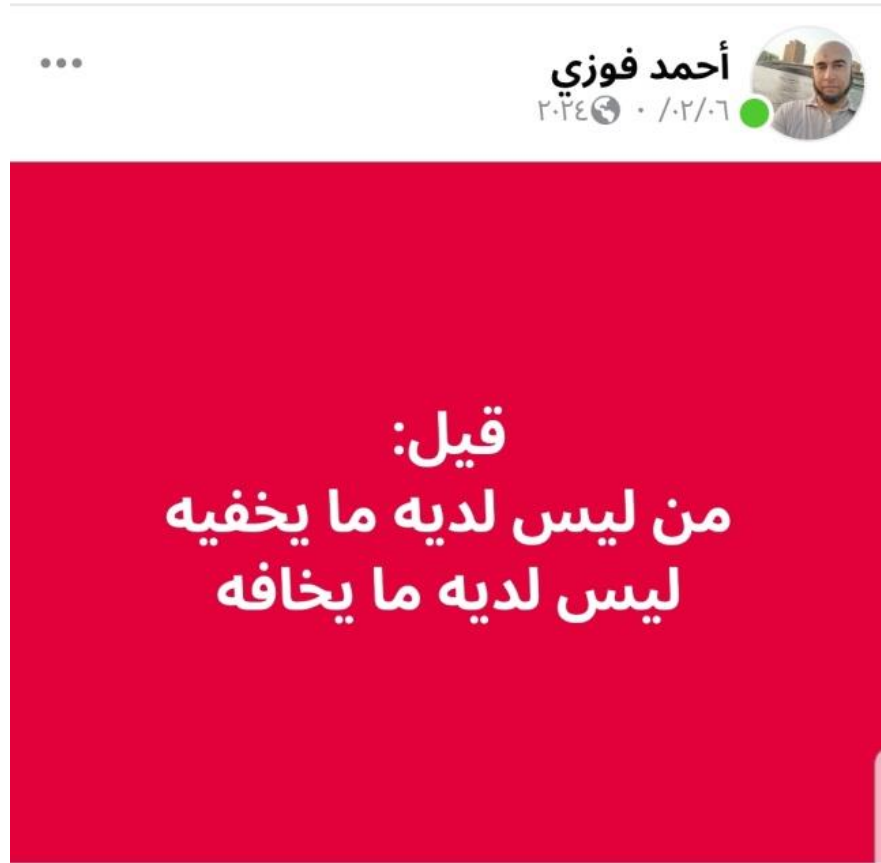 أحمد فوزي
٠٢/٠٦/ · ٢٠٢٤
قيل:
من ليس لديه ما يخفيه
ليس لديه ما يخافه